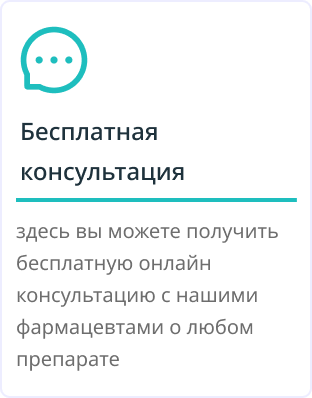 Бесплатная
консультация
здесь вы можете получить
бесплатную онлайн
консультацию с нашими
фармацевтами о любом
препарате